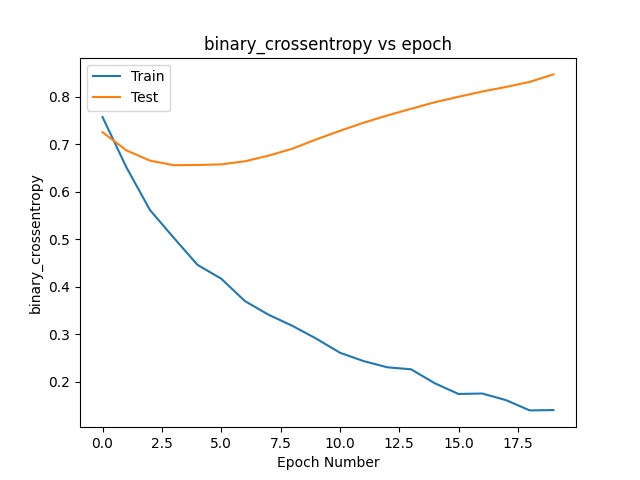 binary_crossentropy vs epoch
Train
Test
0.8
0.7
0.6
0.5
0.4
0.3
0.2
binary_crossentropy
0.0 2.5 5.0 7.5 10.0 12.5 15.0 17.5
Epoch Number